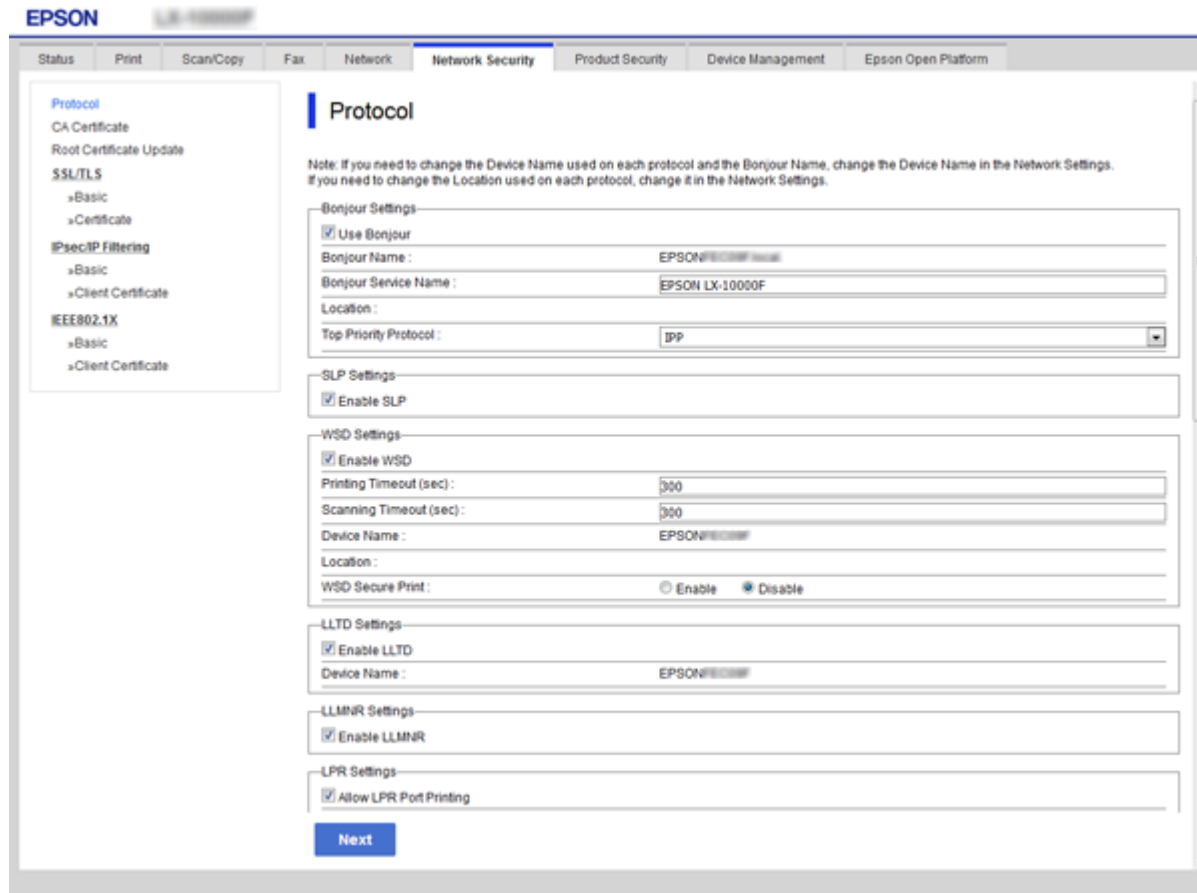 EPSON
Status Print Scan/Copy Fax Network Network Security Product Security Device Management Epson Open Platform
Protocol
CA Certificate
Root Certificate Update
SSL/TLS
»Basic
»Certificate
IPsec/IP Filtering
»Basic
»Client Certificate
IEEE802.1X
»Basic
»Client Certificate
Protocol
Note: If you need to change the Device Name used on each protocol and the Bonjour Name, change the Device Name in the Network Settings.
If you need to change the Location used on each protocol, change it in the Network Settings.
Bonjour Settings
Use Bonjour
Bonjour Name : EPSON
Bonjour Service Name : EPSON LX-10000F
Location :
Top Priority Protocol : IPP
SLP Settings
Enable SLP
WSD Settings
Enable WSD
Printing Timeout (sec) : 300
Scanning Timeout (sec) : 300
Device Name : EPSON
Location :
WSD Secure Print : Enable Disable
LLTD Settings
Enable LLTD
Device Name : EPSON
LLMNR Settings
Enable LLMNR
LPR Settings
Allow LPR Port Printing
Next